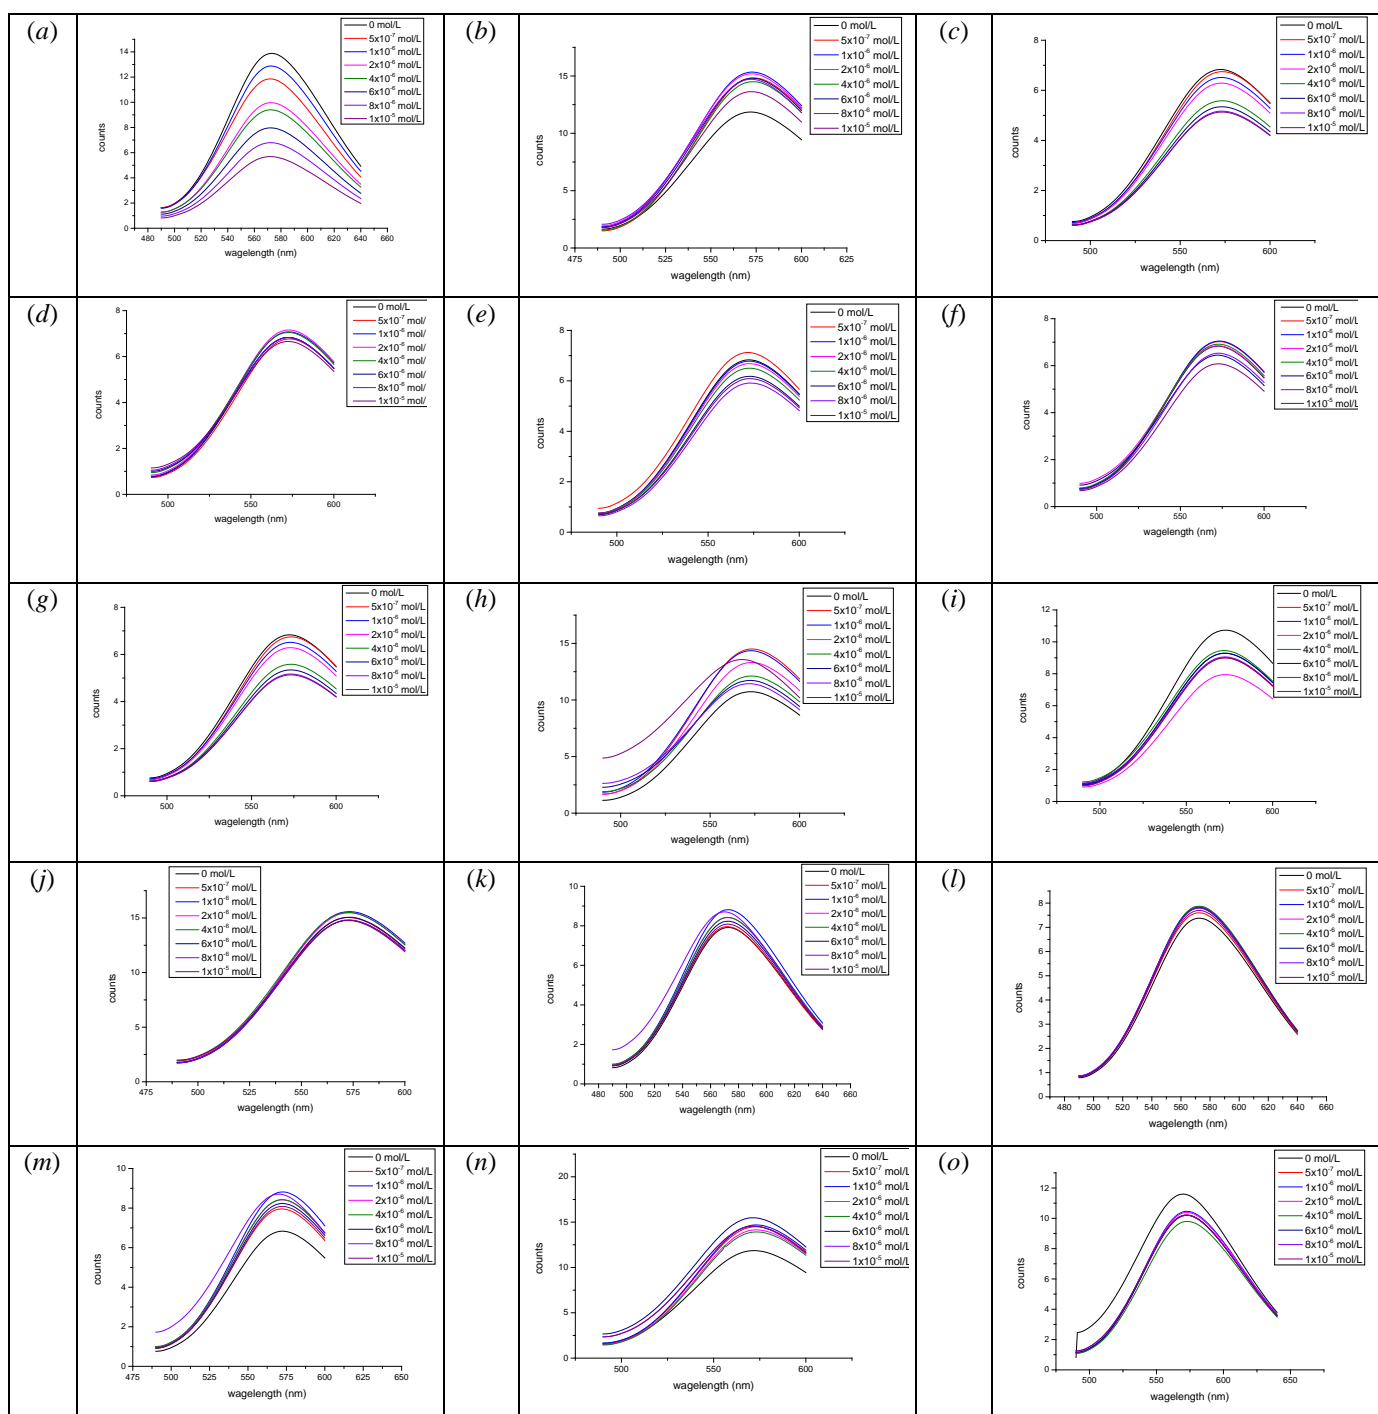 (a)
0 mol/L
5x10⁻⁷ mol/L
1x10⁻⁶ mol/L
2x10⁻⁶ mol/L
4x10⁻⁶ mol/L
6x10⁻⁶ mol/L
8x10⁻⁶ mol/L
1x10⁻⁵ mol/L
14
12
10
8
6
4
2
0
counts
480 500 520 540 560 580 600 620 640 660
wagelength (nm)
(b)
0 mol/L
5x10⁻⁷ mol/L
1x10⁻⁶ mol/L
2x10⁻⁶ mol/L
4x10⁻⁶ mol/L
6x10⁻⁶ mol/L
8x10⁻⁶ mol/L
1x10⁻⁵ mol/L
15
10
5
0
counts
475 500 525 550 575 600 625
wagelength (nm)
(c)
0 mol/L
5x10⁻⁷ mol/L
1x10⁻⁶ mol/L
2x10⁻⁶ mol/L
4x10⁻⁶ mol/L
6x10⁻⁶ mol/L
8x10⁻⁶ mol/L
1x10⁻⁵ mol/L
8
6
4
2
0
counts
500 550 600
wagelength (nm)
(d)
0 mol/L
5x10⁻⁷ mol/
1x10⁻⁶ mol/
2x10⁻⁶ mol/
4x10⁻⁶ mol/
6x10⁻⁶ mol/
8x10⁻⁶ mol/
1x10⁻⁵ mol/
8
6
4
2
0
counts
500 550 600
wagelength (nm)
(e)
0 mol/L
5x10⁻⁷ mol/L
1x10⁻⁶ mol/L
2x10⁻⁶ mol/L
4x10⁻⁶ mol/L
6x10⁻⁶ mol/L
8x10⁻⁶ mol/L
1x10⁻⁵ mol/L
8
6
4
2
0
counts
500 550 600
wagelength (nm)
(f)
0 mol/L
5x10⁻⁷ mol/L
1x10⁻⁶ mol/L
2x10⁻⁶ mol/L
4x10⁻⁶ mol/L
6x10⁻⁶ mol/L
8x10⁻⁶ mol/L
1x10⁻⁵ mol/L
8
6
4
2
0
counts
500 550 600
wagelength (nm)
(g)
0 mol/L
5x10⁻⁷ mol/L
1x10⁻⁶ mol/L
2x10⁻⁶ mol/L
4x10⁻⁶ mol/L
6x10⁻⁶ mol/L
8x10⁻⁶ mol/L
1x10⁻⁵ mol/L
8
6
4
2
0
counts
500 550 600
wagelength (nm)
(h)
0 mol/L
5x10⁻⁷ mol/L
1x10⁻⁶ mol/L
2x10⁻⁶ mol/L
4x10⁻⁶ mol/L
6x10⁻⁶ mol/L
8x10⁻⁶ mol/L
1x10⁻⁵ mol/L
15
10
5
0
counts
500 550 600
wagelength (nm)
(i)
0 mol/L
5x10⁻⁷ mol/L
1x10⁻⁶ mol/L
2x10⁻⁶ mol/L
4x10⁻⁶ mol/L
6x10⁻⁶ mol/L
8x10⁻⁶ mol/L
1x10⁻⁵ mol/L
12
10
8
6
4
2
0
counts
500 550 600
wagelength (nm)
(j)
0 mol/L
5x10⁻⁷ mol/L
1x10⁻⁶ mol/L
2x10⁻⁶ mol/L
4x10⁻⁶ mol/L
6x10⁻⁶ mol/L
8x10⁻⁶ mol/L
1x10⁻⁵ mol/L
15
10
5
0
counts
475 500 525 550 575 600
wagelength (nm)
(k)
0 mol/L
5x10⁻⁷ mol/L
1x10⁻⁶ mol/L
2x10⁻⁶ mol/L
4x10⁻⁶ mol/L
6x10⁻⁶ mol/L
8x10⁻⁶ mol/L
1x10⁻⁵ mol/L
10
8
6
4
2
0
counts
480 500 520 540 560 580 600 620 640 660
wagelength (nm)
(l)
0 mol/L
5x10⁻⁷ mol/L
1x10⁻⁶ mol/L
2x10⁻⁶ mol/L
4x10⁻⁶ mol/L
6x10⁻⁶ mol/L
8x10⁻⁶ mol/L
1x10⁻⁵ mol/L
8
7
6
5
4
3
2
1
0
counts
480 500 520 540 560 580 600 620 640 660
wagelength (nm)
(m)
0 mol/L
5x10⁻⁷ mol/L
1x10⁻⁶ mol/L
2x10⁻⁶ mol/L
4x10⁻⁶ mol/L
6x10⁻⁶ mol/L
8x10⁻⁶ mol/L
1x10⁻⁵ mol/L
10
8
6
4
2
0
counts
475 500 525 550 575 600 625 650
wagelength (nm)
(n)
0 mol/L
5x10⁻⁷ mol/L
1x10⁻⁶ mol/L
2x10⁻⁶ mol/L
4x10⁻⁶ mol/L
6x10⁻⁶ mol/L
8x10⁻⁶ mol/L
1x10⁻⁵ mol/L
20
15
10
5
0
counts
500 550 600
wagelength (nm)
(o)
0 mol/L
5x10⁻⁷ mol/L
1x10⁻⁶ mol/L
2x10⁻⁶ mol/L
4x10⁻⁶ mol/L
6x10⁻⁶ mol/L
8x10⁻⁶ mol/L
1x10⁻⁵ mol/L
12
10
8
6
4
2
0
counts
500 550 600 650
wagelength (nm)